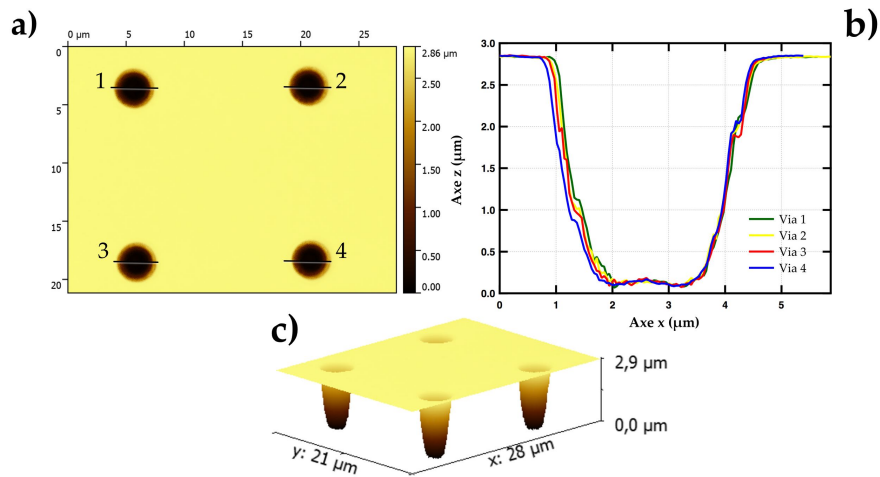 a)
0 µm 5 10 15 20 25
0
5
10
15
20
1
2
3
4
2.86 µm
2.50
2.00
1.50
1.00
0.50
0.00
b)
3.0
2.5
2.0
1.5
1.0
0.5
0.0
Axe z (µm)
0 1 2 3 4 5
Axe x (µm)
Via 1
Via 2
Via 3
Via 4
c)
2,9 µm
0,0 µm
y: 21 µm
x: 28 µm